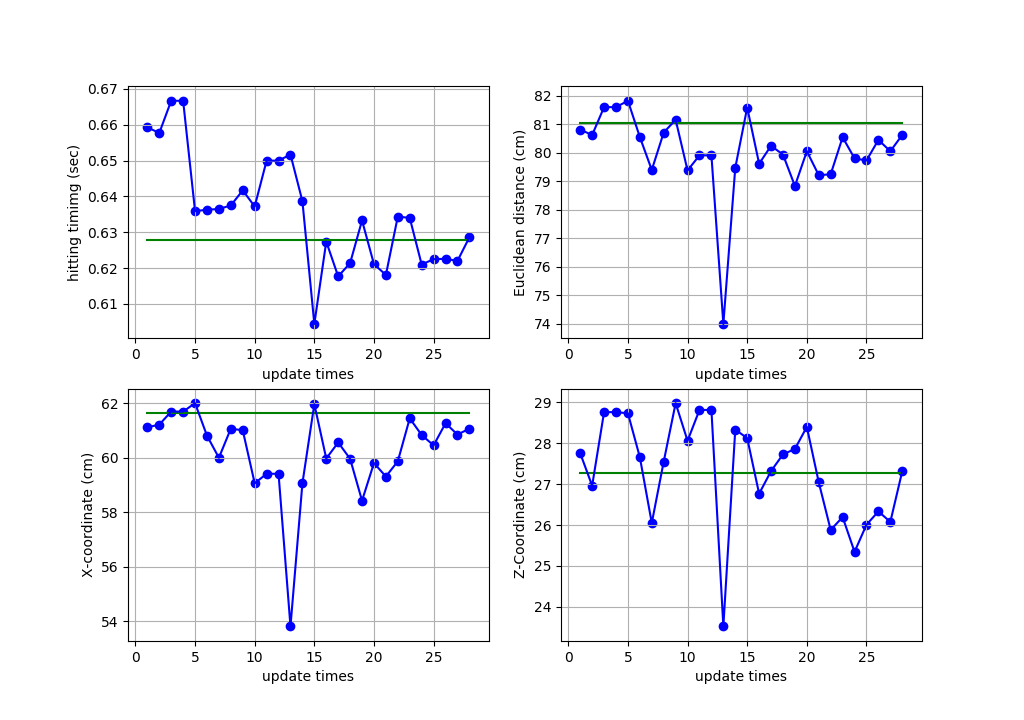 0.67
0.66
0.65
0.64
0.63
0.62
0.61
hitting timimg (sec)
0 5 10 15 20 25
update times
82
81
80
79
78
77
76
75
74
Euclidean distance (cm)
0 5 10 15 20 25
update times
62
60
58
56
54
X-coordinate (cm)
0 5 10 15 20 25
update times
29
28
27
26
25
24
Z-Coordinate (cm)
0 5 10 15 20 25
update times